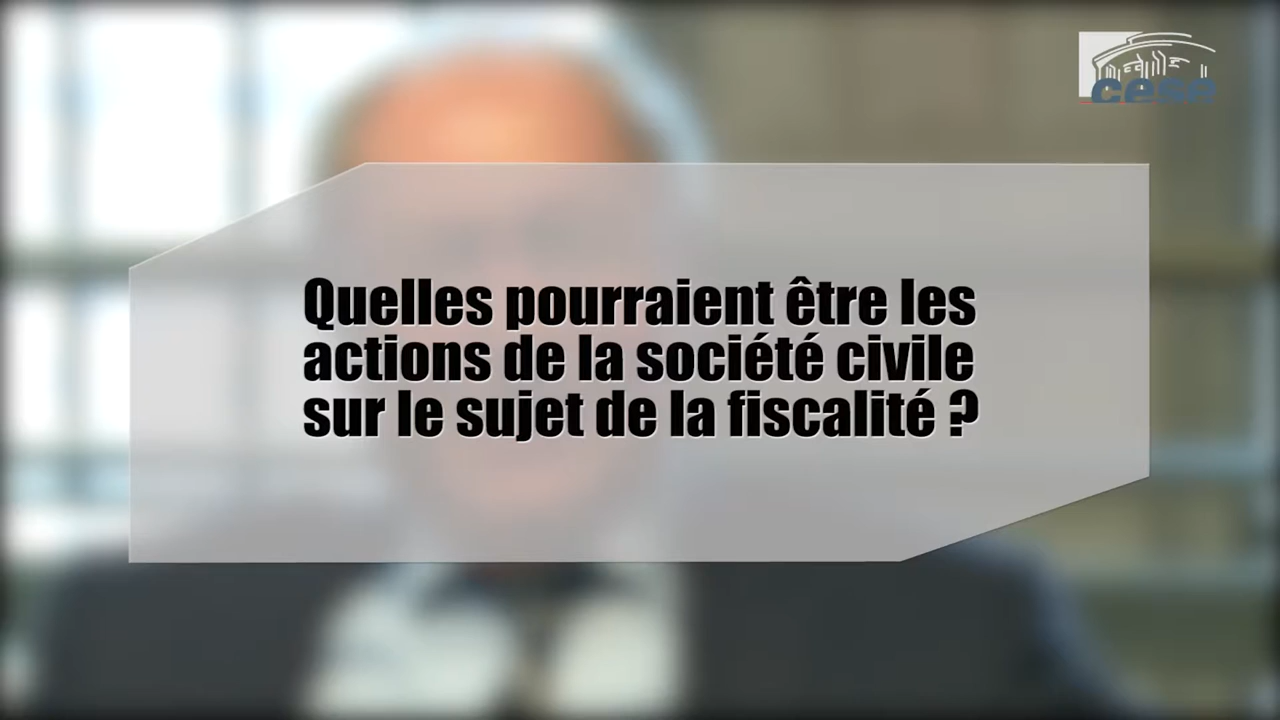 cese
Quelles pourraient être les
actions de la société civile
sur le sujet de la fiscalité ?